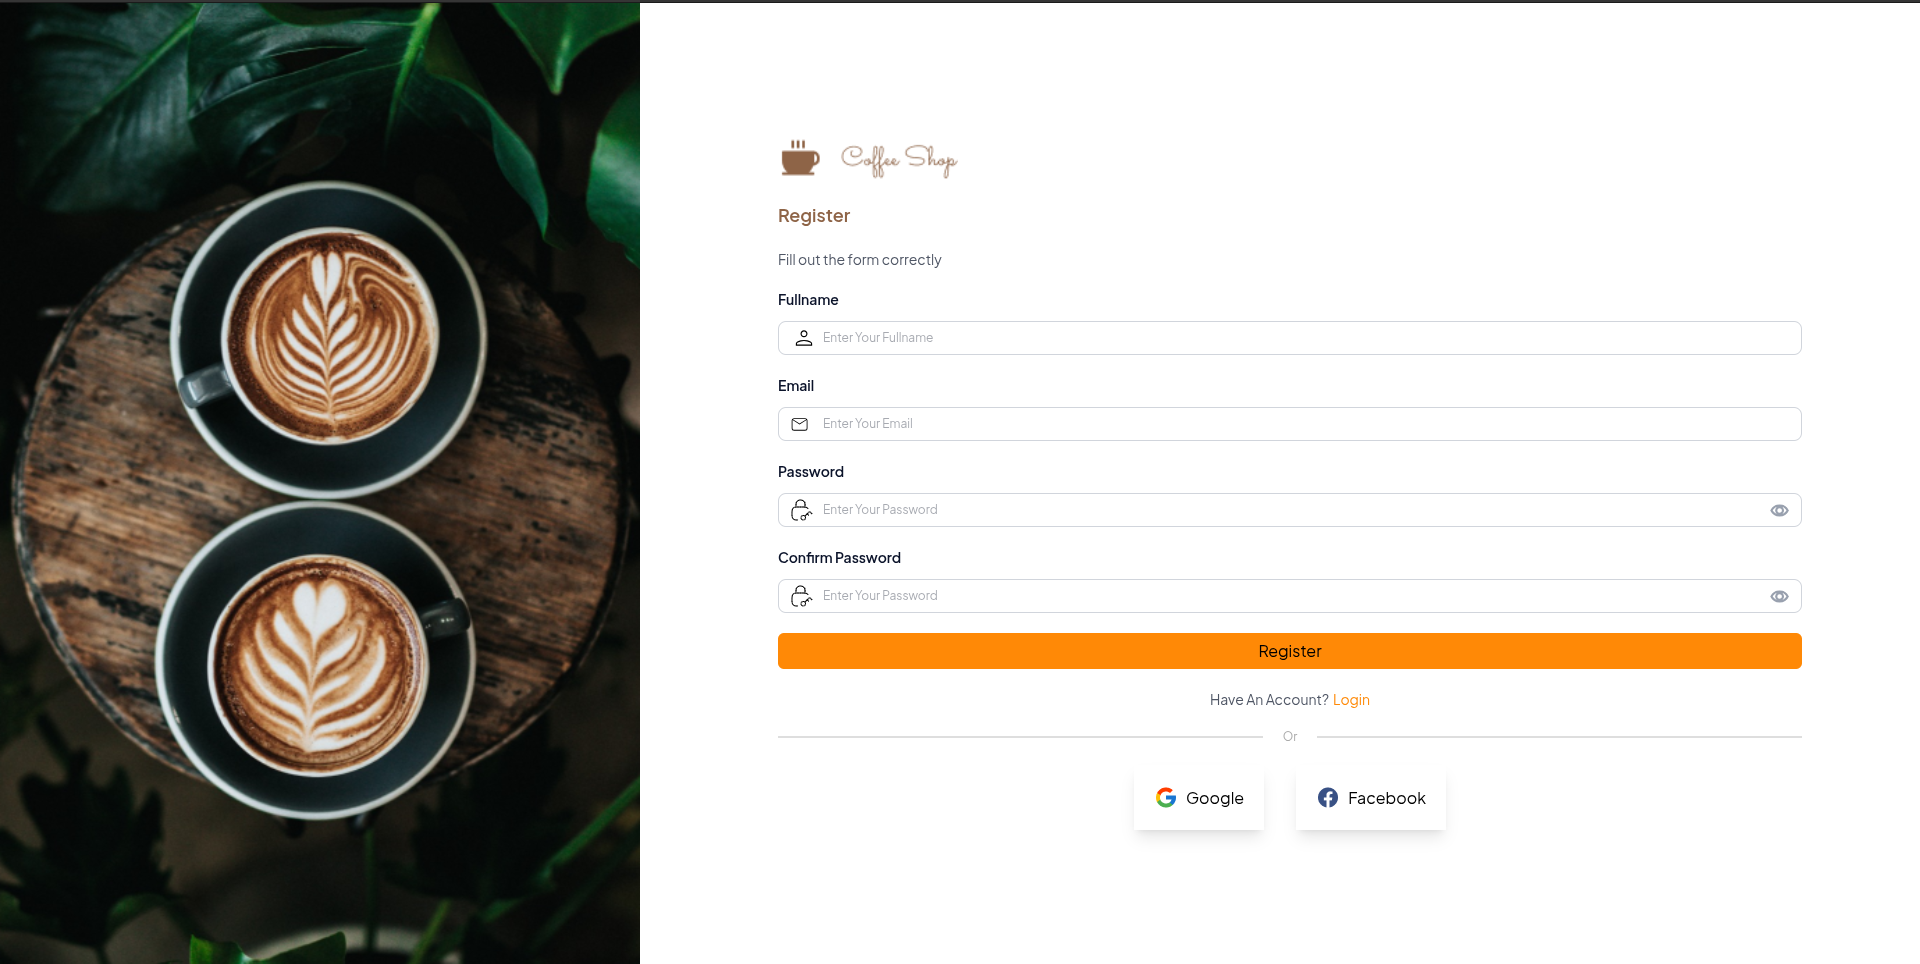 Coffee Shop
Register
Fill out the form correctly
Fullname
Enter Your Fullname
Email
Enter Your Email
Password
Enter Your Password
Confirm Password
Enter Your Password
Register
Have An Account? Login
Or
Google Facebook